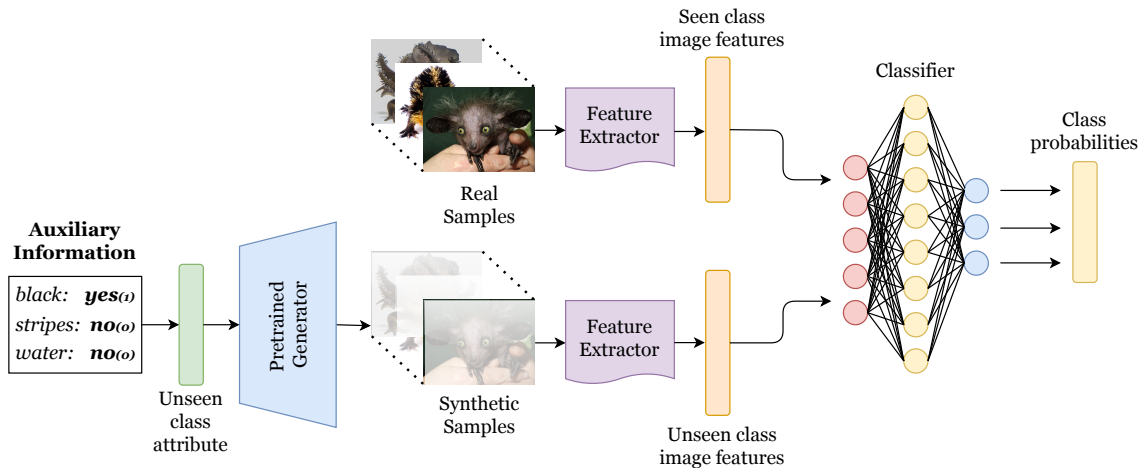 Seen class
image features
Classifier
Feature
Extractor
Class
probabilities
Real
Samples
Auxiliary
Information
black: yes(1)
stripes: no(0)
water: no(0)
Pretrained
Generator
Feature
Extractor
Unseen
class
attribute
Synthetic
Samples
Unseen class
image features